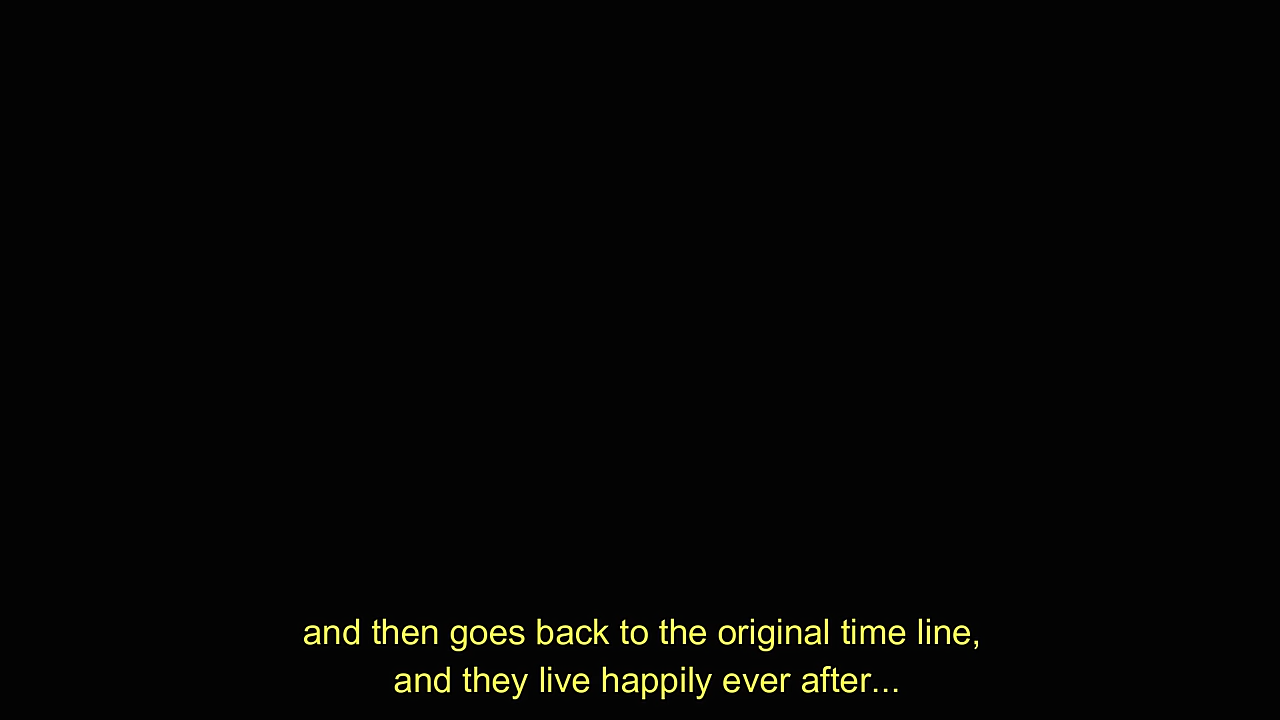 and then goes back to the original time line,
and they live happily ever after...